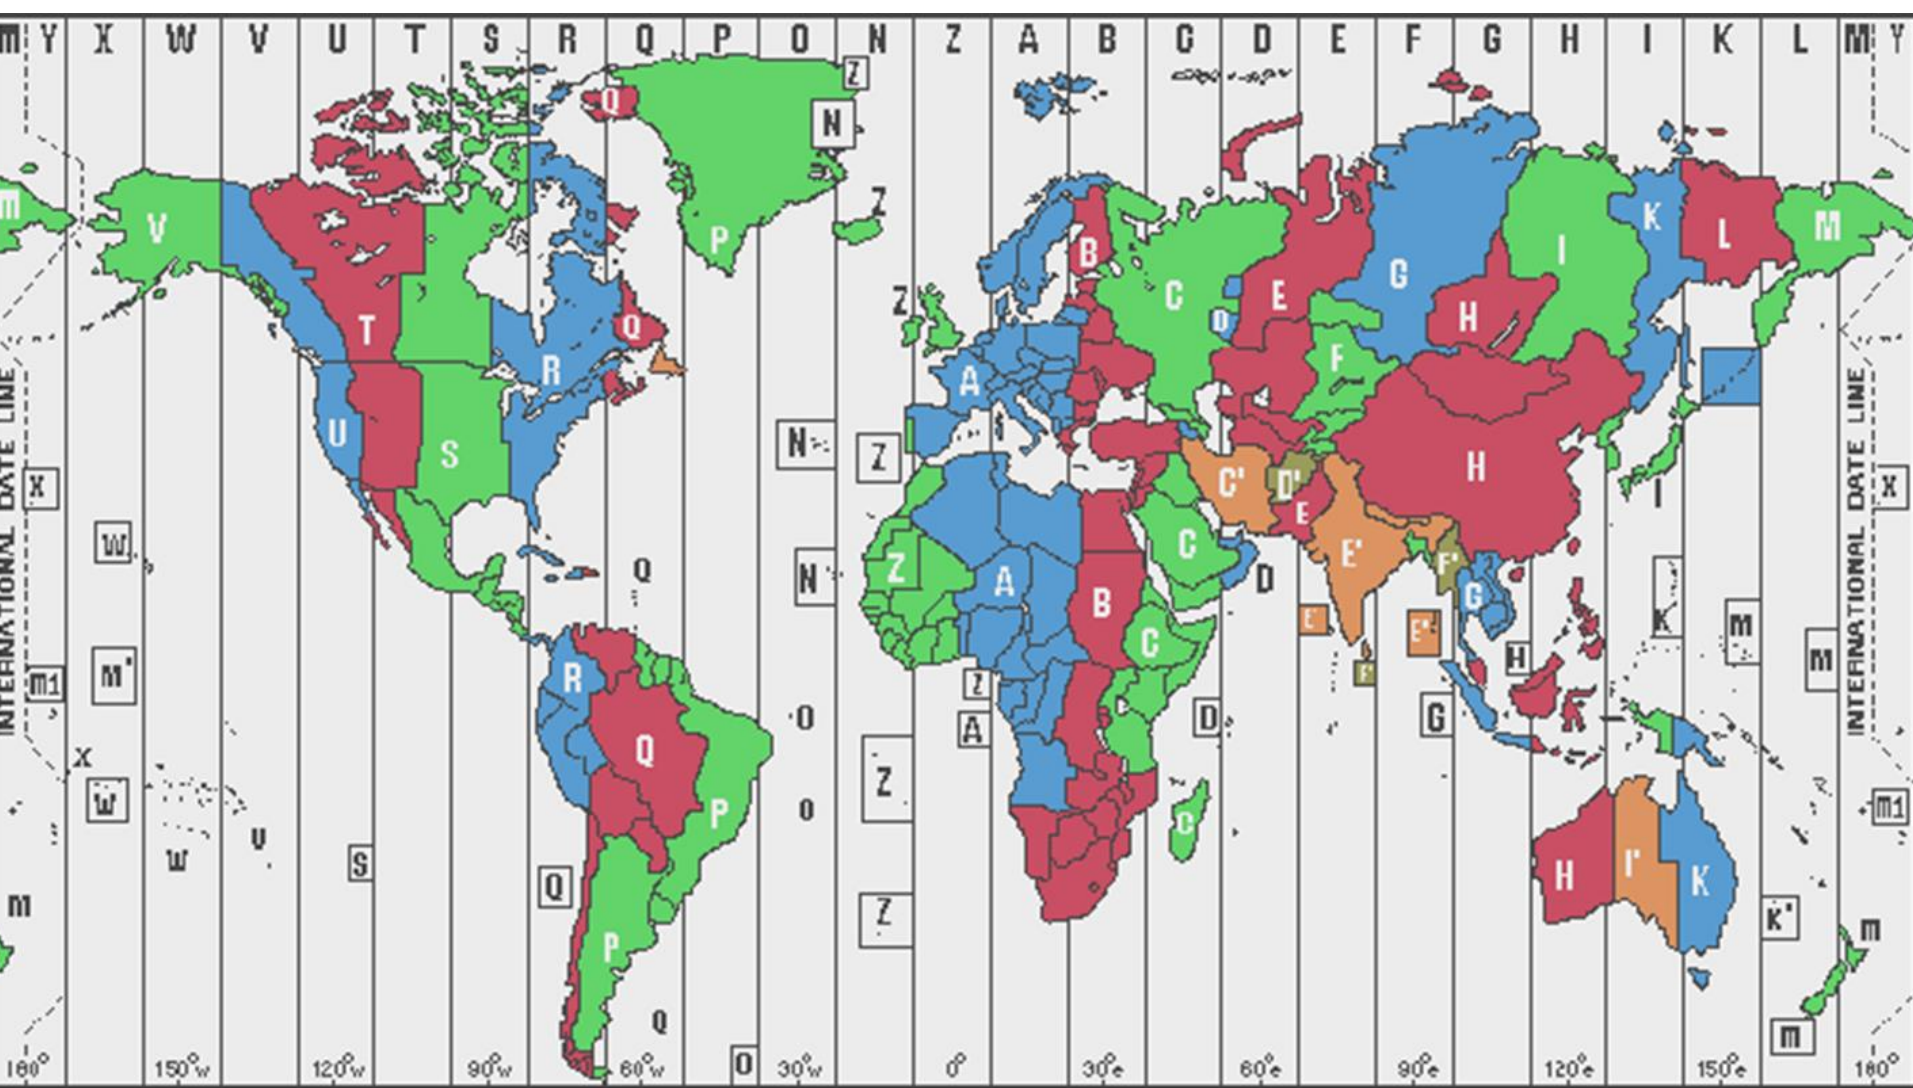 M Y X W V U T S R Q P O N Z A B C D E F G H I K L M Y
Z
Q
N
m
V
P
Z
B
C
E
G
I
K
L
M
Z
T
Q
R
D
H
F
A
U
S
N
Z
H
X
C'
D'
E
I
X
W
Q
N
Z
A
B
C
D
E'
F'
G
K
M
INTERNATIONAL DATE LINE
INTERNATIONAL DATE LINE
E'
E"
H
M
m1
M'
R
Z
F'
C
O
A
D
G
X
Q
W
Z
P
O
C
m1
W
V
S
Q
H
I'
K
m
Z
K'
m
P
Q
O
m
180° 150°w 120°w 90°w 60°w 30°w 0° 30°e 60°e 90°e 120°e 150°e 180°